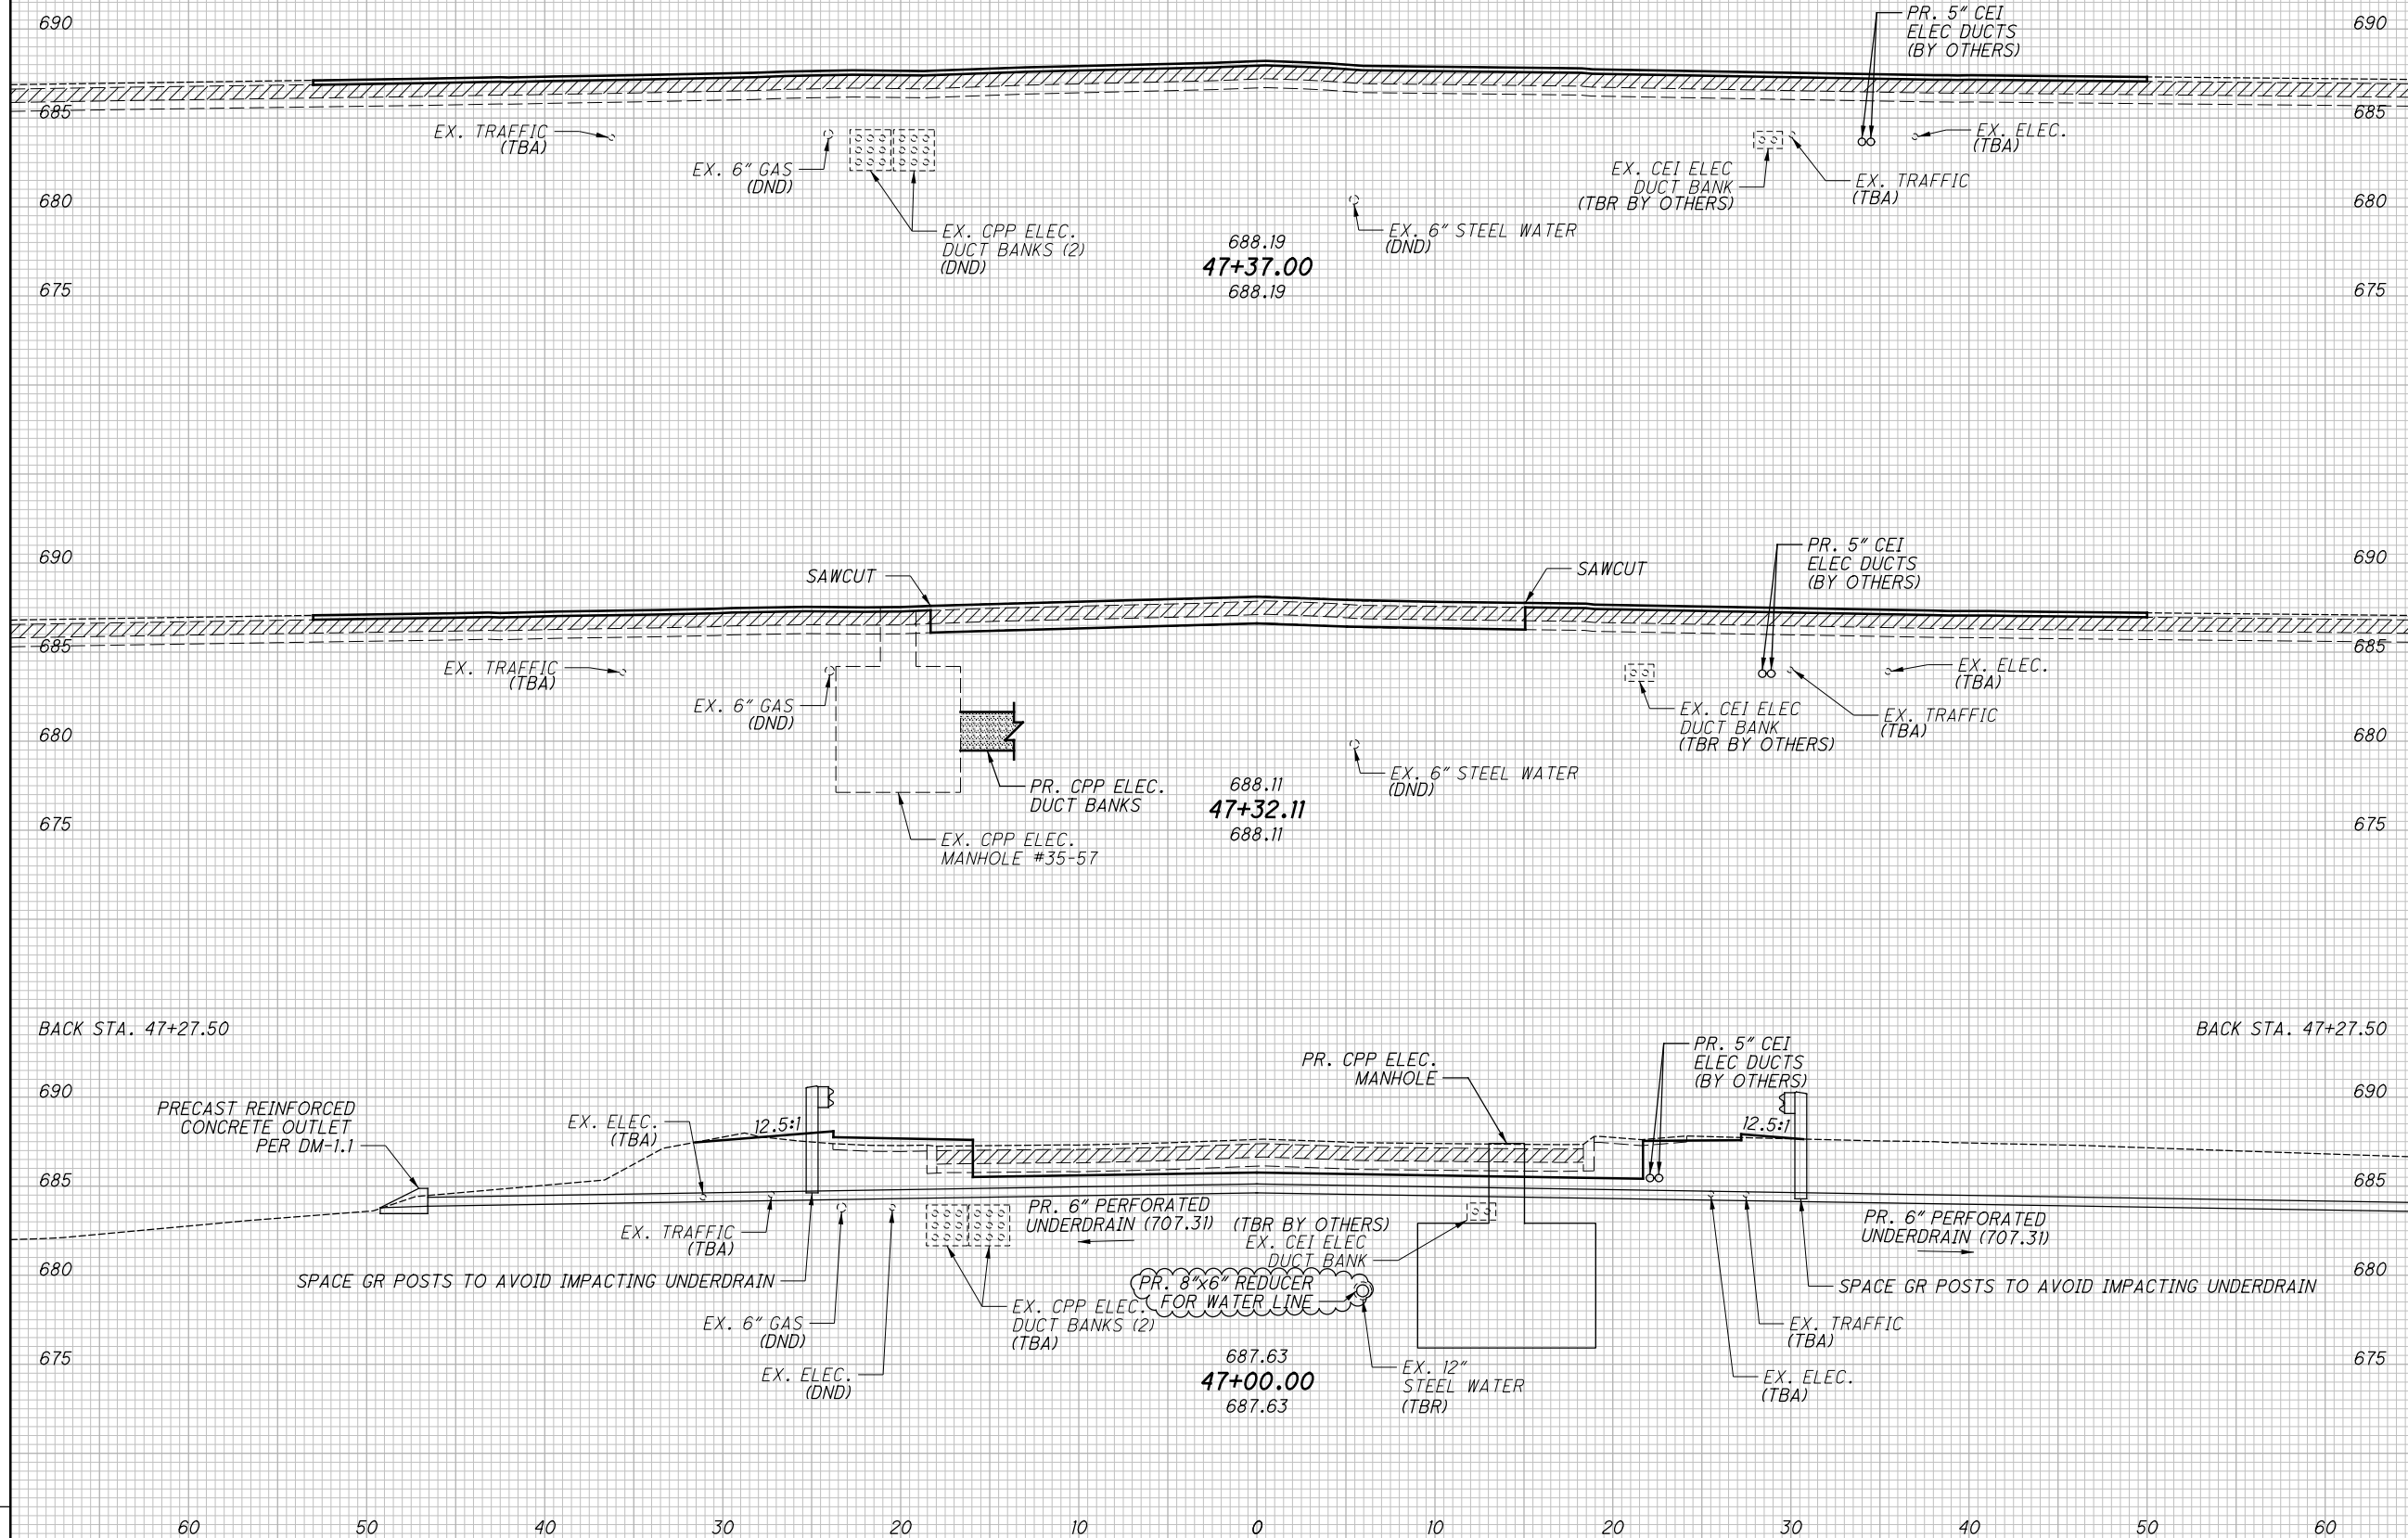 690
690
PR. 5" CEI
ELEC DUCTS
(BY OTHERS)
685
685
EX. TRAFFIC
(TBA)
EX. 6" GAS
(DND)
EX. CPP ELEC.
DUCT BANKS (2)
(DND)
EX. 6" STEEL WATER
(DND)
EX. CEI ELEC
DUCT BANK
(TBR BY OTHERS)
EX. TRAFFIC
(TBA)
EX. ELEC.
(TBA)
680
680
688.19
47+37.00
688.19
675
675
690
690
SAWCUT
SAWCUT
PR. 5" CEI
ELEC DUCTS
(BY OTHERS)
685
685
EX. TRAFFIC
(TBA)
EX. 6" GAS
(DND)
EX. CEI ELEC
DUCT BANK
(TBR BY OTHERS)
EX. TRAFFIC
(TBA)
EX. ELEC.
(TBA)
680
680
PR. CPP ELEC.
DUCT BANKS
EX. 6" STEEL WATER
(DND)
688.11
47+32.11
688.11
675
675
EX. CPP ELEC.
MANHOLE #35-57
BACK STA. 47+27.50
BACK STA. 47+27.50
690
690
PRECAST REINFORCED
CONCRETE OUTLET
PER DM-1.1
EX. ELEC.
(TBA)
12.5:1
PR. CPP ELEC.
MANHOLE
PR. 5" CEI
ELEC DUCTS
(BY OTHERS)
12.5:1
685
685
EX. TRAFFIC
(TBA)
PR. 6" PERFORATED
UNDERDRAIN (707.31)
(TBR BY OTHERS)
EX. CEI ELEC
DUCT BANK
PR. 6" PERFORATED
UNDERDRAIN (707.31)
680
680
SPACE GR POSTS TO AVOID IMPACTING UNDERDRAIN
PR. 8"x6" REDUCER
FOR WATER LINE
SPACE GR POSTS TO AVOID IMPACTING UNDERDRAIN
EX. 6" GAS
(DND)
EX. CPP ELEC.
DUCT BANKS (2)
(TBA)
EX. TRAFFIC
(TBA)
675
675
EX. ELEC.
(DND)
687.63
47+00.00
687.63
EX. 12"
STEEL WATER
(TBR)
EX. ELEC.
(TBA)
60 50 40 30 20 10 0 10 20 30 40 50 60